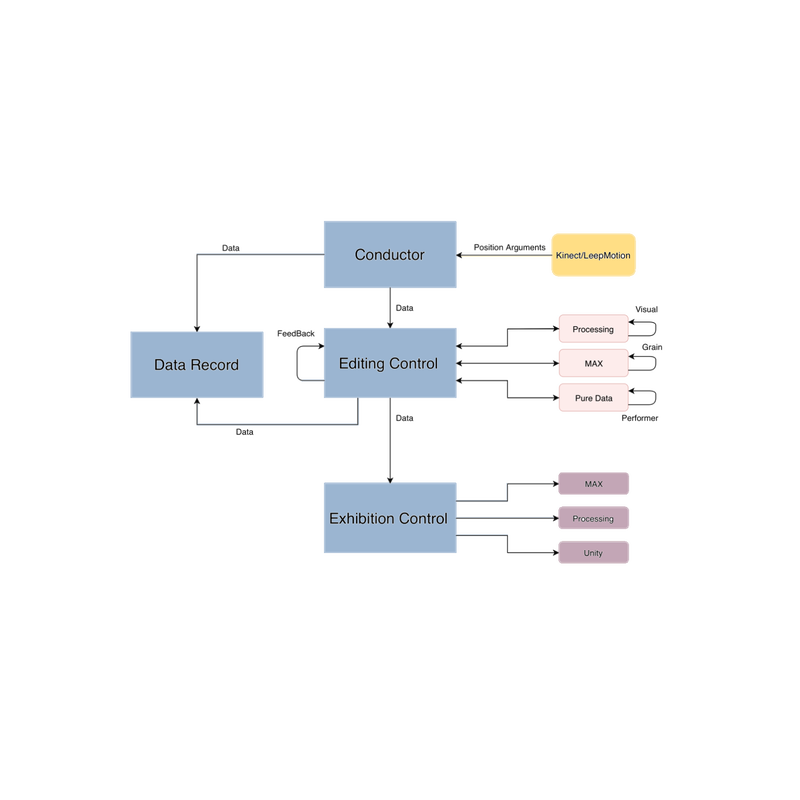 Data
Conductor
Position Arguments
Kinect/LeepMotion
Data
FeedBack
Data Record
Editing Control
Visual
Processing
Grain
MAX
Pure Data
Performer
Data
Data
Exhibition Control
MAX
Processing
Unity